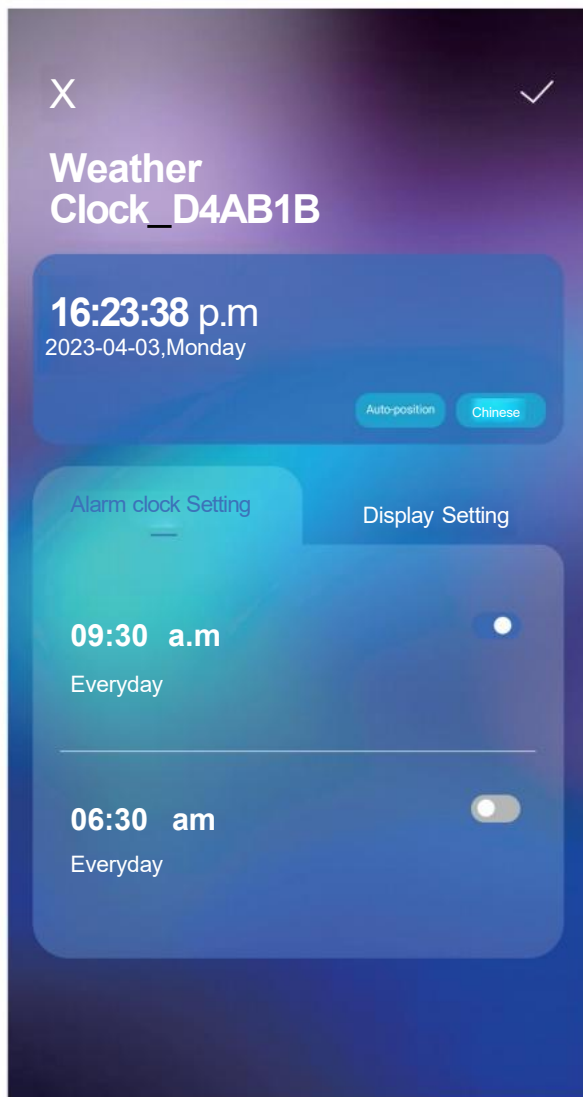 X
Weather
Clock_D4AB1B
16:23:38 p.m
2023-04-03,Monday
Auto-position
Chinese
Alarm clock Setting
Display Setting
09:30 a.m
Everyday
06:30 am
Everyday